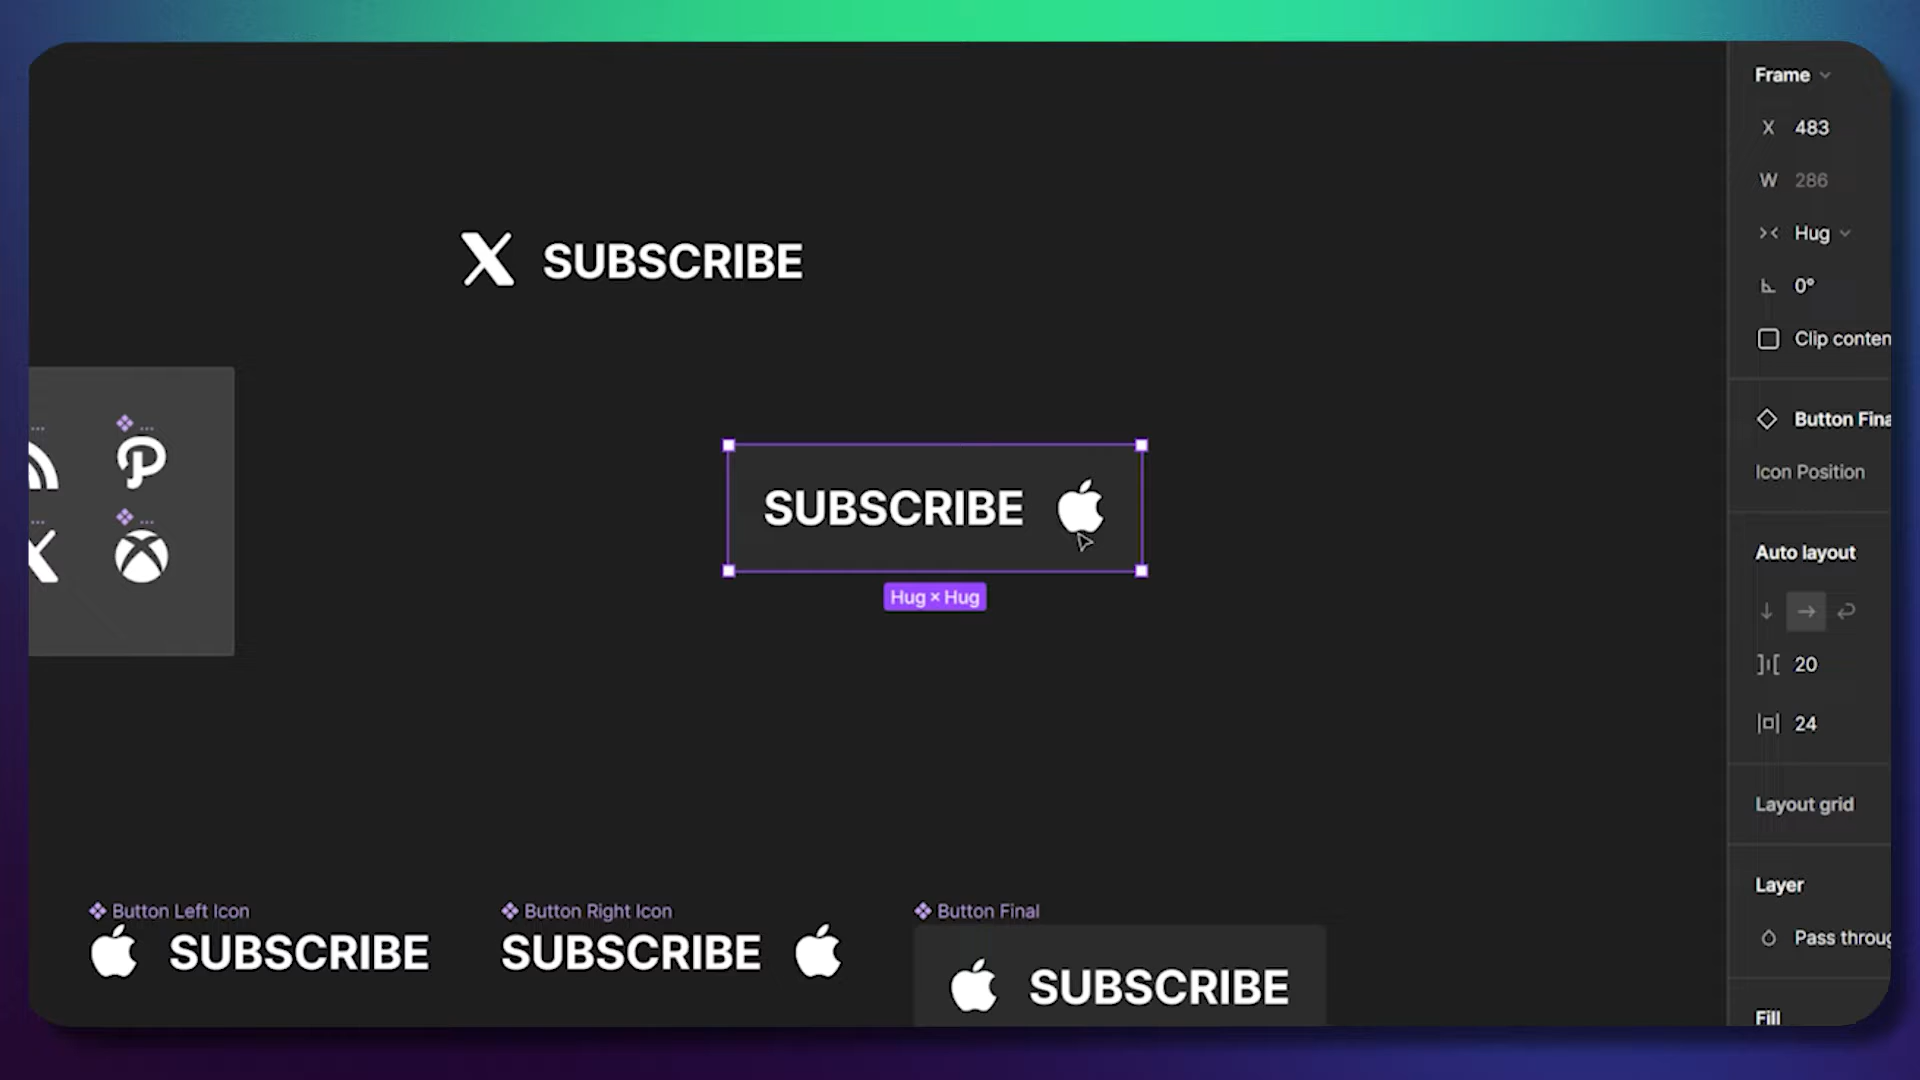 Frame
X 483
W 286
Hug
0°
Clip conten
SUBSCRIBE
...
...
...
...
SUBSCRIBE
Hug × Hug
Button Fina
Icon Position
Auto layout
20
24
Layout grid
Layer
Pass throug
Fill
Button Left Icon
SUBSCRIBE
Button Right Icon
SUBSCRIBE
Button Final
SUBSCRIBE